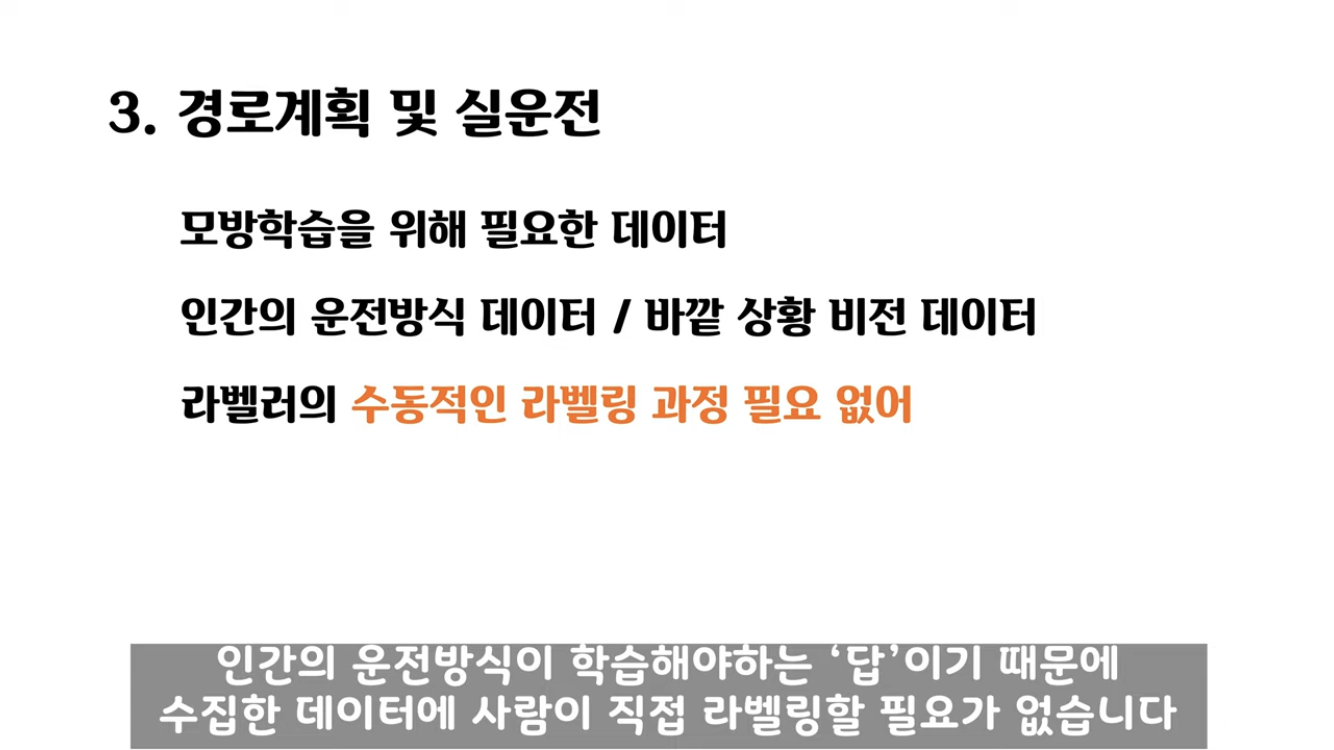 3. 경로계획 및 실운전
모방학습을 위해 필요한 데이터
인간의 운전방식 데이터 / 바깥 상황 비전 데이터
라벨러의 수동적인 라벨링 과정 필요 없어
인간의 운전방식이 학습해야하는 ‘답’이기 때문에
수집한 데이터에 사람이 직접 라벨링할 필요가 없습니다